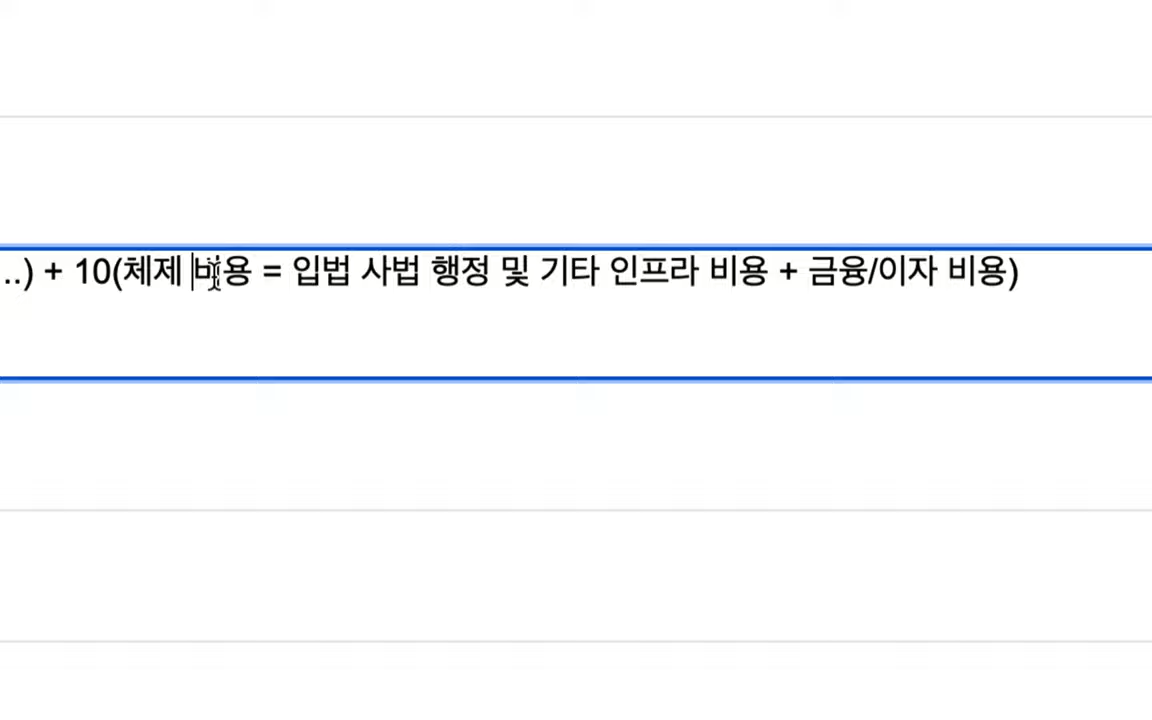 ..) + 10(체제 비용 = 입법 사법 행정 및 기타 인프라 비용 + 금융/이자 비용)